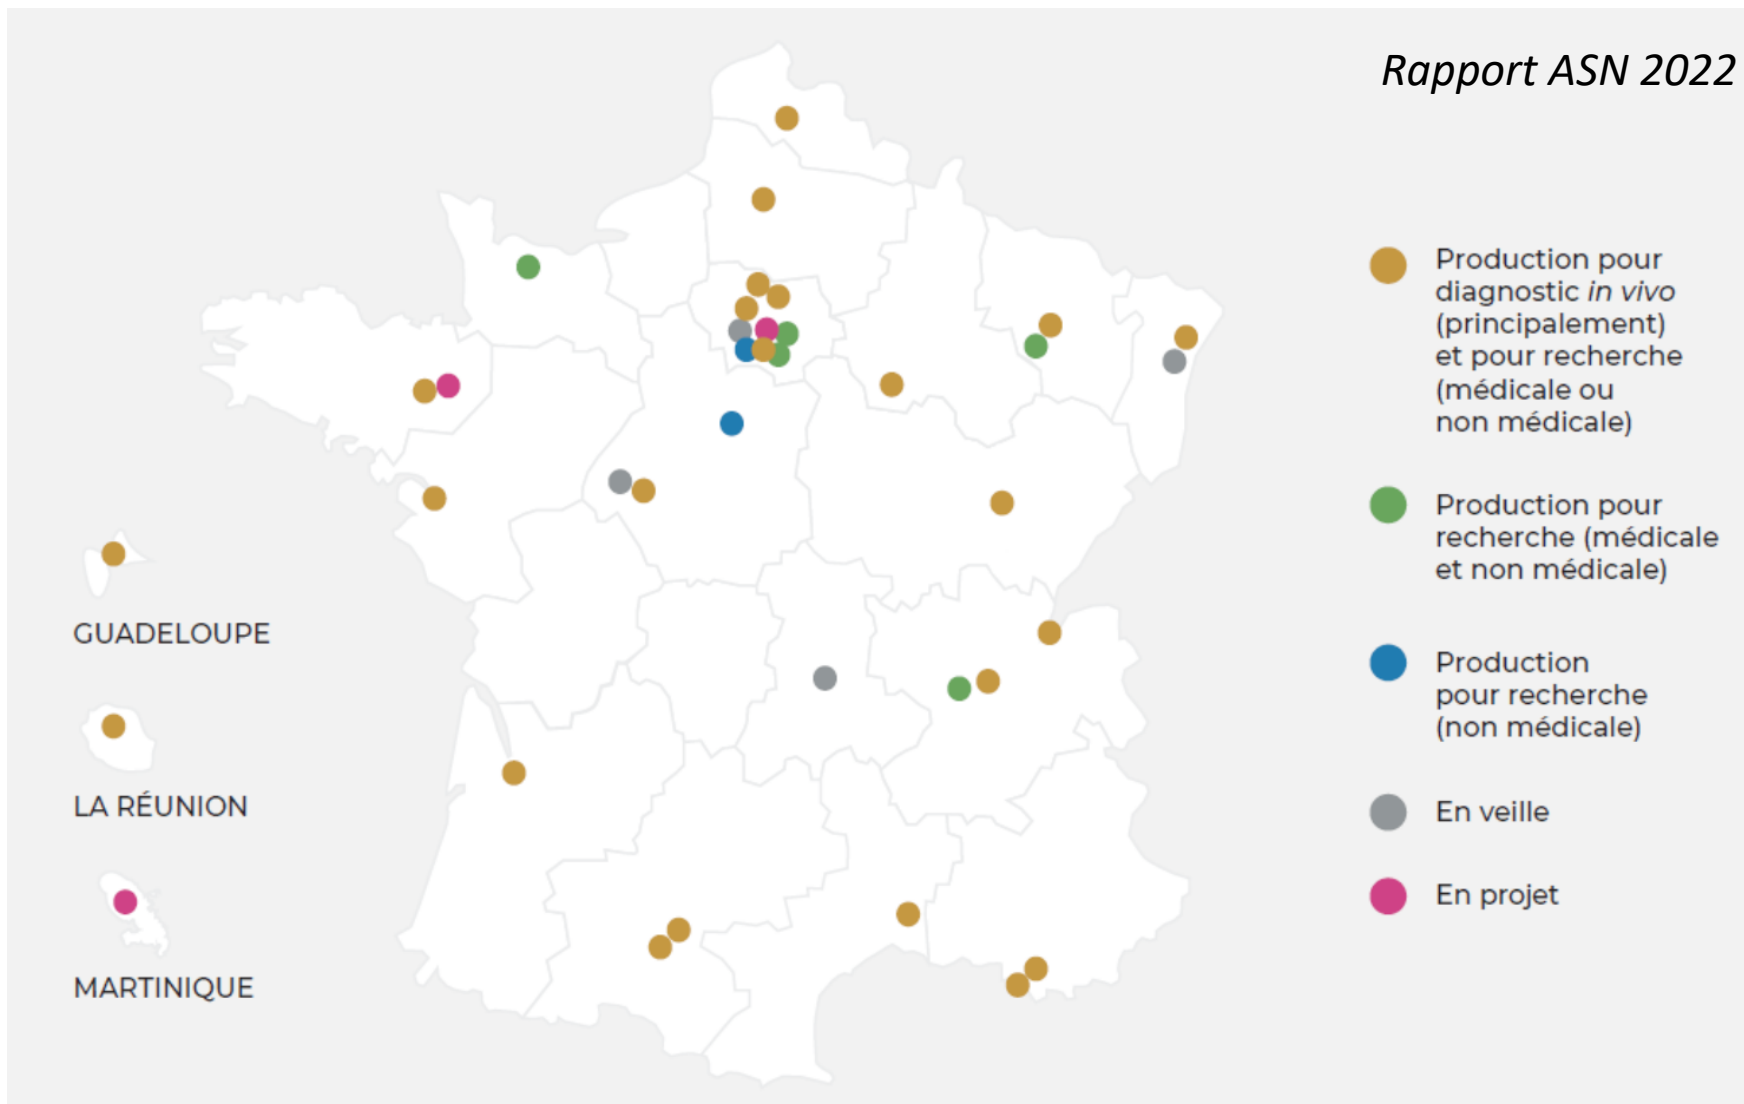 Rapport ASN 2022
Production pour
diagnostic in vivo
(principalement)
et pour recherche
(médicale ou
non médicale)
Production pour
recherche (médicale
et non médicale)
Production
pour recherche
(non médicale)
En veille
En projet
GUADELOUPE
LA RÉUNION
MARTINIQUE